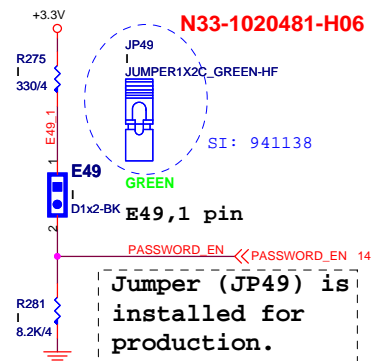 +3.3V
N33-1020481-H06
R275
I
330/4
JP49
I
JUMPER1X2C_GREEN-HF
E49_1
SI: 941138
1
E49
I
D1x2-BK
2
GREEN
E49,1 pin
PASSWORD_EN
PASSWORD_EN 14
R281
I
8.2K/4
Jumper (JP49) is
installed for
production.